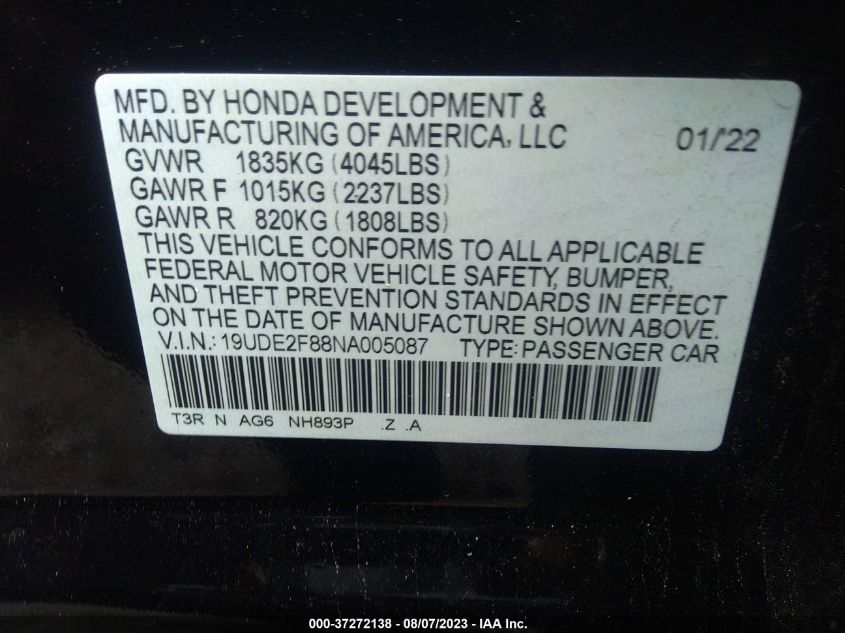 MFD. BY HONDA DEVELOPMENT &
MANUFACTURING OF AMERICA, LLC 01/'22
GVWR 1835KG (4045LBS)
GAWR F 1015KG (2237LBS)
GAWR R 820KG (1808LBS)
THIS VEHICLE CONFORMS TO ALL APPLICABLE
FEDERAL MOTOR VEHICLE SAFETY, BUMPER,
AND THEFT PREVENTION STANDARDS IN EFFECT
ON THE DATE OF MANUFACTURE SHOWN ABOVE.
V.I.N.: 19UDE2F88NA005087 TYPE: PASSENGER CAR
T3R N AG6 NH893P .Z .A
000-37272138 - 08/07/2023 - IAA Inc.